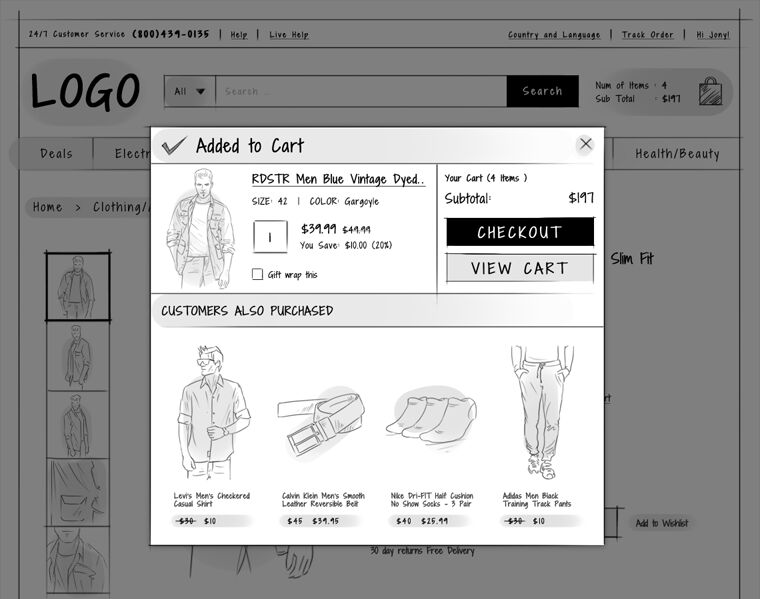 24/7 Customer Service (800)439-0135 | Help | Live Help
Country and Language | Track Order | Hi Jony!
LOGO
All
Search ...
Search
Num of Items : 4
Sub Total : $197
Deals
Electr
Health/Beauty
Added to Cart
Home > Clothing/
RDSTR Men Blue Vintage Dyed..
SIZE: 42 | COLOR: Gargoyle
1
$39.99 $49.99
You Save: $10.00 (20%)
Gift wrap this
Your Cart (4 Items )
Subtotal: $197
CHECKOUT
VIEW CART
Slim Fit
CUSTOMERS ALSO PURCHASED
Levi's Men's Checkered
Casual Shirt
$30 $10
Calvin Klein Men's Smooth
Leather Reversible Belt
$45 $39.95
Nike Dri-FIT Half Cushion
No Show Socks - 3 Pair
$40 $25.99
Adidas Men Black
Training Track Pants
$30 $10
Add to Wishlist
30 day returns Free Delivery